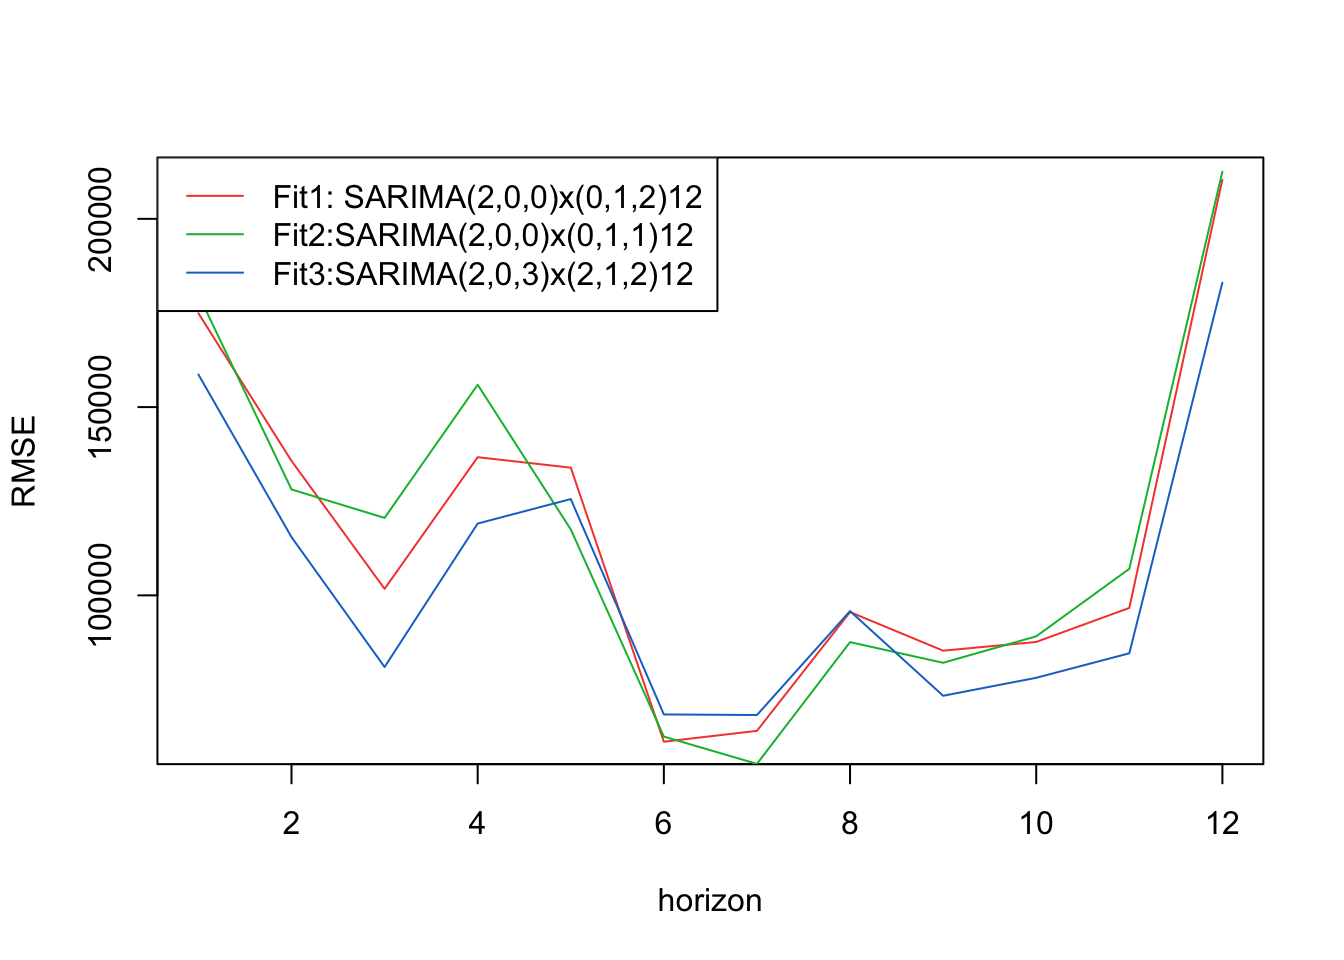 Fit1: SARIMA(2,0,0)x(0,1,2)12
Fit2:SARIMA(2,0,0)x(0,1,1)12
Fit3:SARIMA(2,0,3)x(2,1,2)12
200000
150000
100000
RMSE
2 4 6 8 10 12
horizon